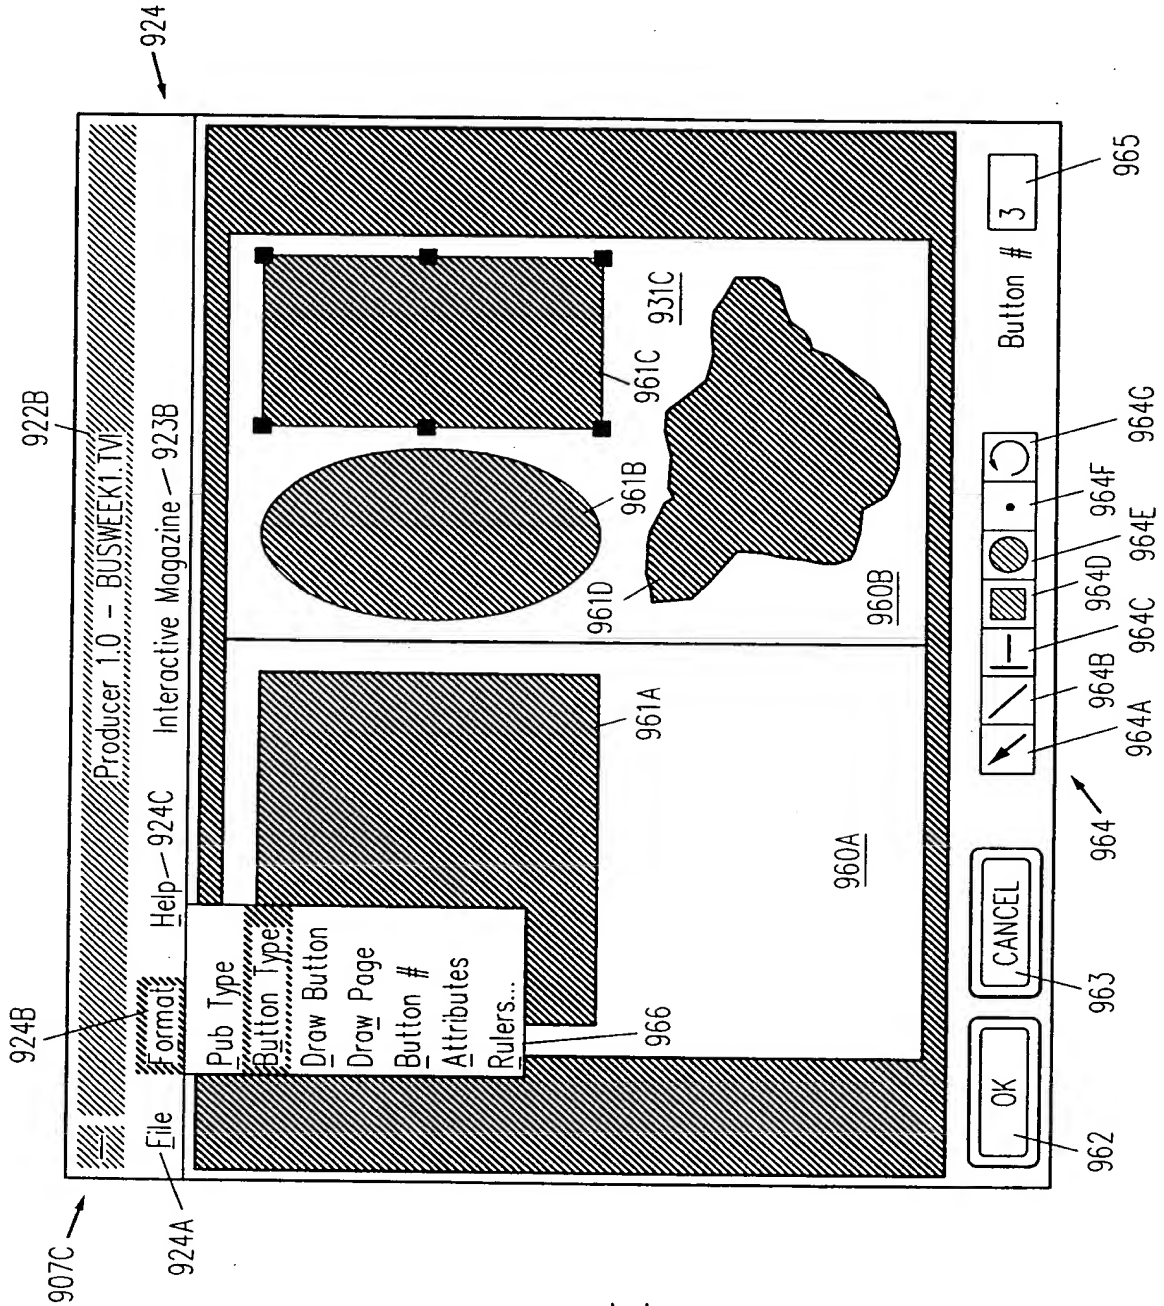 907C
922B
924
Producer 1.0 - BUSWEEK1.TVI
924A
924B
File
Format
Help
924C
Interactive Magazine
923B
Pub Type
Button Type
Draw Button
Draw Page
Button #
Attributes
Rulers...
966
961A
961B
961C
931C
961D
960A
960B
OK
CANCEL
Button #
3
962
963
964
964A
964B
964C
964D
964E
964F
964G
965